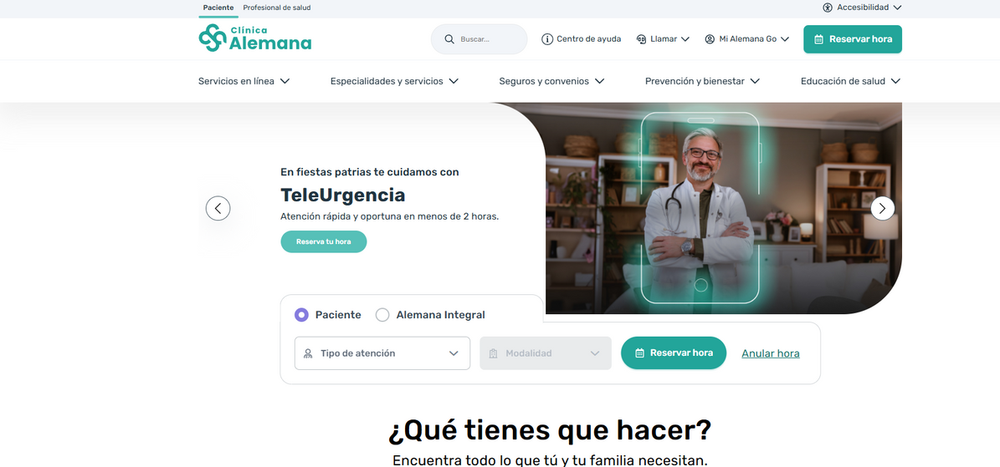 Paciente Profesional de salud Accesibilidad
Clínica
Alemana
Buscar... Centro de ayuda Llamar Mi Alemana Go Reservar hora
Servicios en línea Especialidades y servicios Seguros y convenios Prevención y bienestar Educación de salud
En fiestas patrias te cuidamos con
TeleUrgencia
Atención rápida y oportuna en menos de 2 horas.
Reserva tu hora
Paciente Alemana Integral
Tipo de atención Modalidad Reservar hora Anular hora
¿Qué tienes que hacer?
Encuentra todo lo que tú y tu familia necesitan.